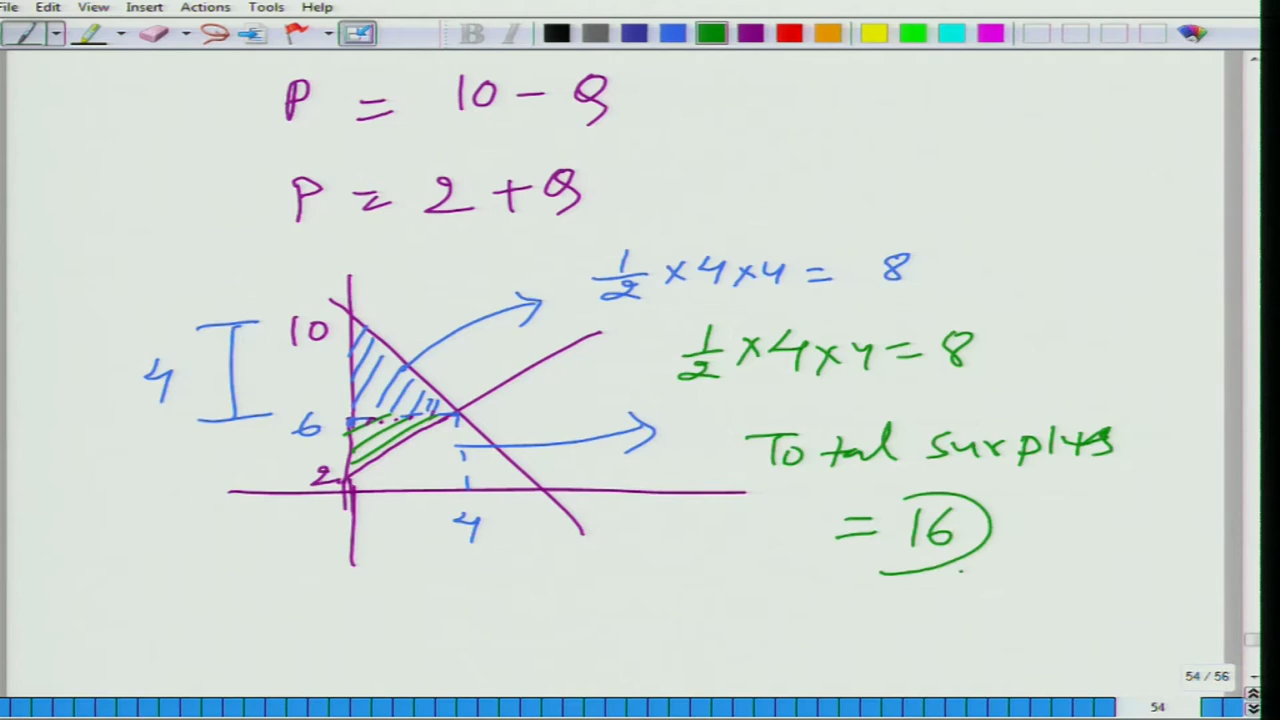 File Edit View Insert Actions Tools Help
B I
P = 10 - Q
P = 2 + Q
1/2 × 4 × 4 = 8
1/2 × 4 × 4 = 8
10
4
6
2
4
Total surplus
= 16
54 / 56
54